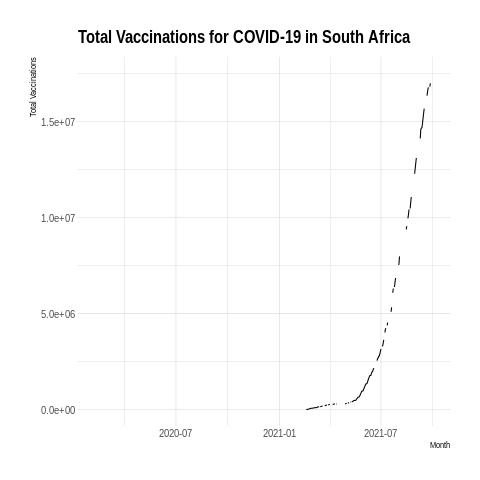 Total Vaccinations for COVID-19 in South Africa
Total Vaccinations
1.5e+07
1.0e+07
5.0e+06
0.0e+00
2020-07
2021-01
2021-07
Month